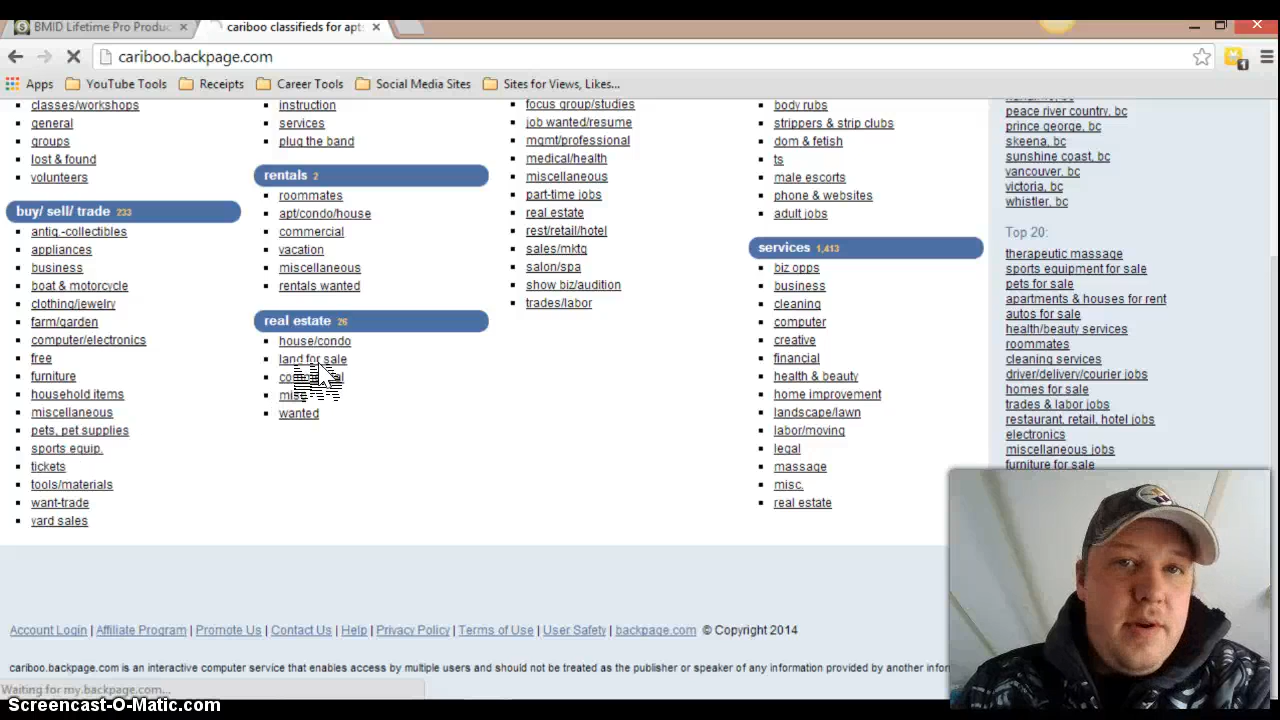 BMID Lifetime Pro Produc
cariboo classifieds for apt
cariboo.backpage.com
1
Apps
YouTube Tools
Receipts
Career Tools
Social Media Sites
Sites for Views, Likes...
classes/workshops
general
groups
lost & found
volunteers
buy/ sell/ trade 233
antiq.-collectibles
appliances
business
boat & motorcycle
clothing/jewelry
farm/garden
computer/electronics
free
furniture
household items
miscellaneous
pets, pet supplies
sports equip.
tickets
tools/materials
want-trade
yard sales
instruction
services
plug the band
rentals 2
roommates
apt/condo/house
commercial
vacation
miscellaneous
rentals wanted
real estate 26
house/condo
land for sale
wanted
focus group/studies
job wanted/resume
mgmt/professional
medical/health
miscellaneous
part-time jobs
real estate
rest/retail/hotel
sales/mktg
salon/spa
show biz/audition
trades/labor
body rubs
strippers & strip clubs
dom & fetish
ts
male escorts
phone & websites
adult jobs
services 1,413
biz opps
business
cleaning
computer
creative
financial
health & beauty
home improvement
landscape/lawn
labor/moving
legal
massage
misc.
real estate
peace river country, bc
prince george, bc
skeena, bc
sunshine coast, bc
vancouver, bc
victoria, bc
whistler, bc
Top 20:
therapeutic massage
sports equipment for sale
pets for sale
apartments & houses for rent
autos for sale
health/beauty services
roommates
cleaning services
driver/delivery/courier jobs
homes for sale
trades & labor jobs
restaurant, retail, hotel jobs
electronics
miscellaneous jobs
furniture for sale
Account Login | Affiliate Program | Promote Us | Contact Us | Help | Privacy Policy | Terms of Use | User Safety | backpage.com © Copyright 2014
cariboo.backpage.com is an interactive computer service that enables access by multiple users and should not be treated as the publisher or speaker of any information provided by another
Waiting for my.backpage.com...
Screencast-O-Matic.com